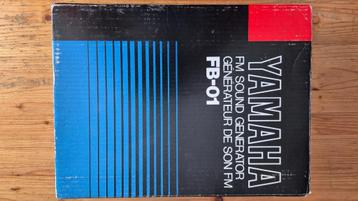 YAMAHA
FM SOUND GENERATOR
GENERATEUR DE SON FM
FB-01